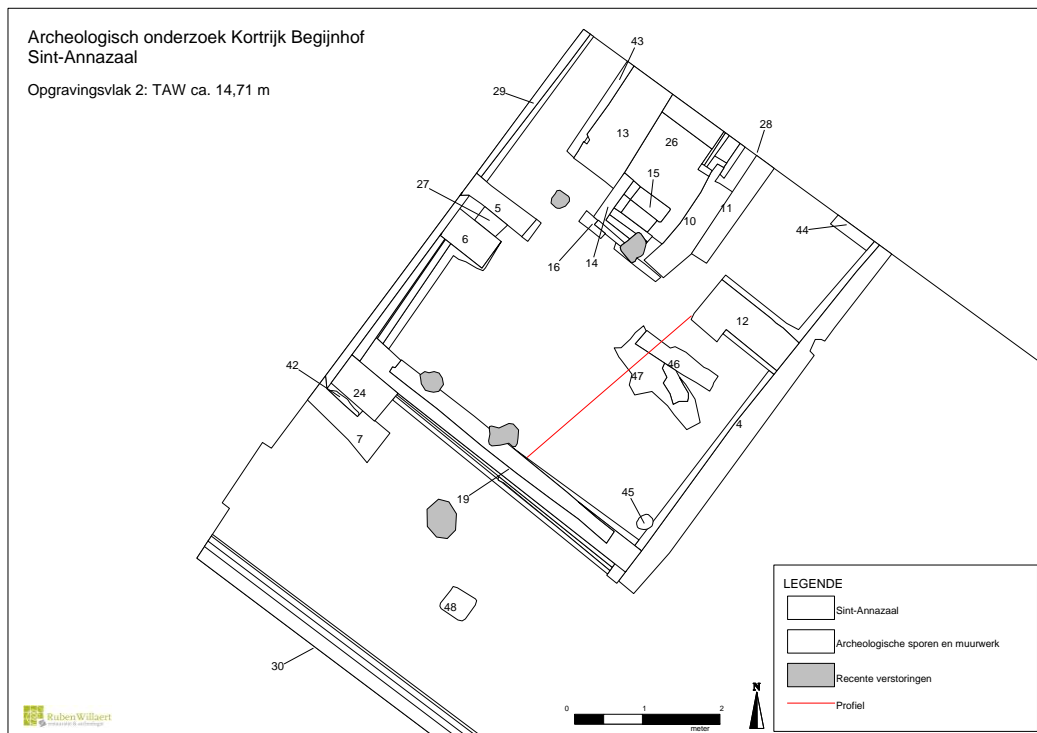 Archeologisch onderzoek Kortrijk Begijnhof
Sint-Annazaal
Opgravingsvlak 2: TAW ca. 14,71 m
43
29
28
13
26
15
27
5
10
11
6
44
16
14
12
42
46
47
24
7
4
19
45
48
30
LEGENDE
Sint-Annazaal
Archeologische sporen en muurwerk
Recente verstoringen
Profiel
N
0 1 2
meter
RubenWillaert
restauratie & archeologie